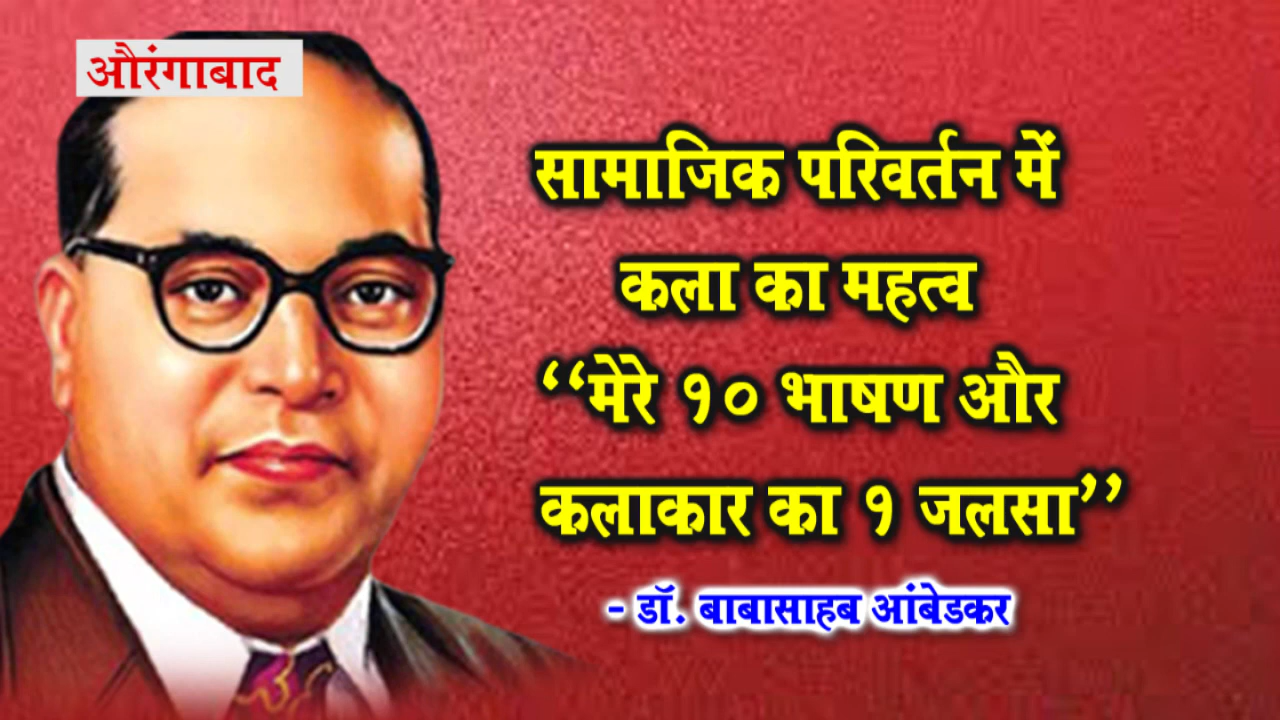 औरंगाबाद
सामाजिक परिवर्तन में
कला का महत्व
“मेरे १० भाषण और
कलाकार का १ जलसा”
- डॉ. बाबासाहब आंबेडकर